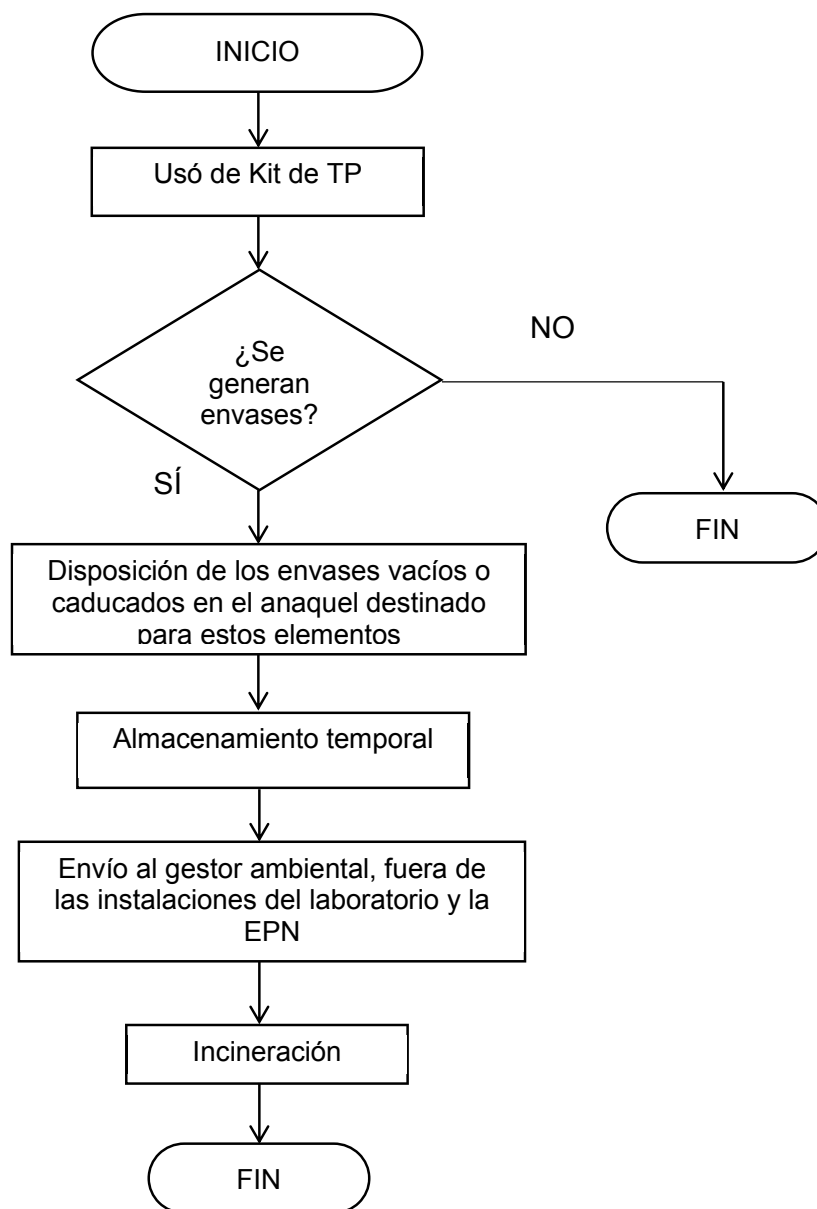 INICIO
Usó de Kit de TP
¿Se
generan
envases?
NO
SÍ
FIN
Disposición de los envases vacíos o
caducados en el anaquel destinado
para estos elementos
Almacenamiento temporal
Envío al gestor ambiental, fuera de
las instalaciones del laboratorio y la
EPN
Incineración
FIN